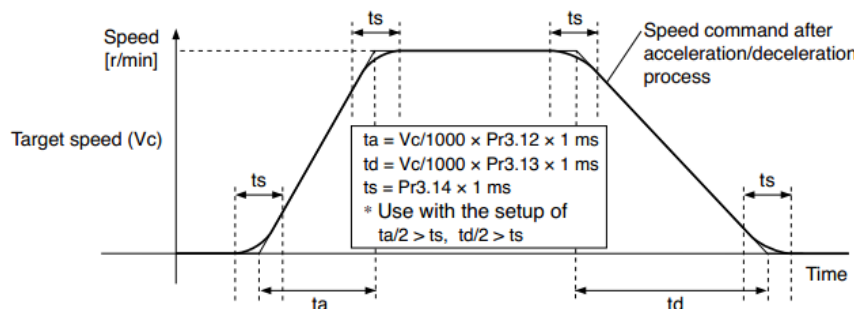 ts
ts
Speed
[r/min]
Speed command after
acceleration/deceleration
process
Target speed (Vc)
ta = Vc/1000 × Pr3.12 × 1 ms
td = Vc/1000 × Pr3.13 × 1 ms
ts = Pr3.14 × 1 ms
* Use with the setup of
ta/2 > ts, td/2 > ts
ts
ts
Time
ta
td